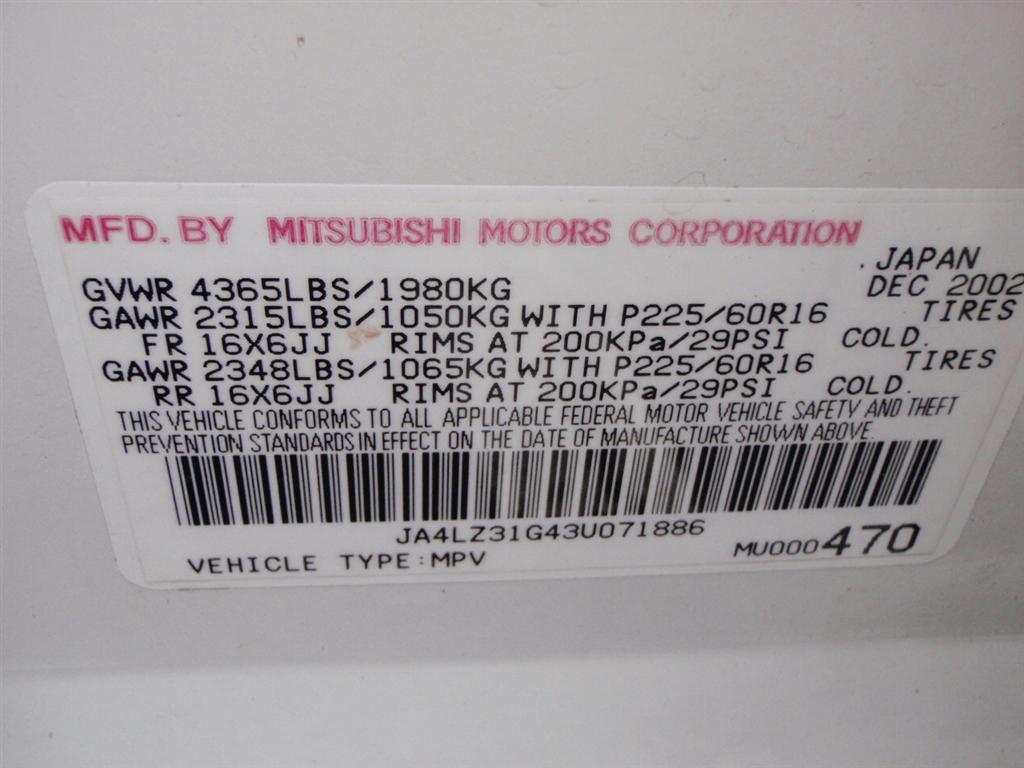 MFD. BY MITSUBISHI MOTORS CORPORATION
JAPAN
GVWR 4365LBS/1980KG DEC 2002
GAWR 2315LBS/1050KG WITH P225/60R16 TIRES
FR 16X6JJ RIMS AT 200KPa/29PSI COLD.
GAWR 2348LBS/1065KG WITH P225/60R16 TIRES
RR 16X6JJ RIMS AT 200KPa/29PSI COLD.
THIS VEHICLE CONFORMS TO ALL APPLICABLE FEDERAL MOTOR VEHICLE SAFETY AND THEFT
PREVENTION STANDARDS IN EFFECT ON THE DATE OF MANUFACTURE SHOWN ABOVE.
JA4LZ31G43U071886
VEHICLE TYPE:MPV MU000470